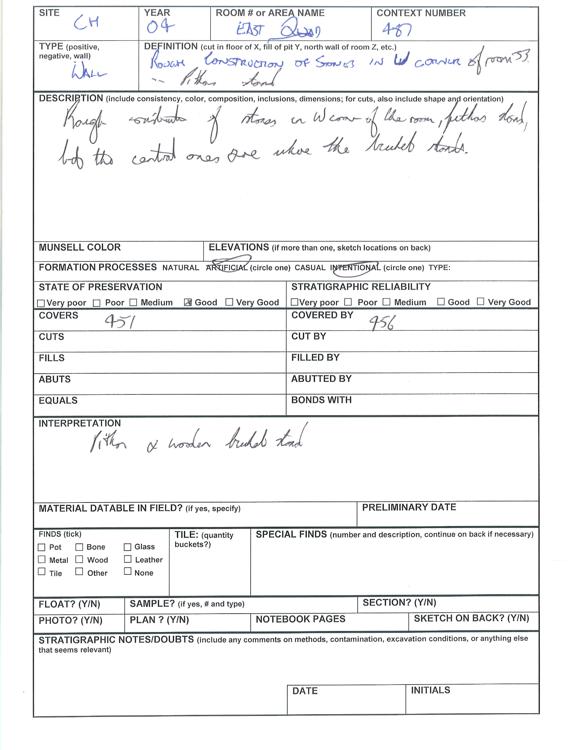 SITE CH YEAR 04 ROOM # or AREA NAME EAST CONTEXT NUMBER 487
TYPE (positive, negative, wall) WALL DEFINITION (cut in floor of X, fill of pit Y, north wall of room Z, etc.)
ROUGH CONSTRUCTION OF STONES IN W CORNER of room 33
-- Pithos stand
DESCRIPTION (include consistency, color, composition, inclusions, dimensions; for cuts, also include shape and orientation)
Rough of stones in W corner of the room, pithos stand,
the central ones are where the bucket stands.
MUNSELL COLOR ELEVATIONS (if more than one, sketch locations on back)
FORMATION PROCESSES NATURAL ARTIFICIAL (circle one) CASUAL INTENTIONAL (circle one) TYPE:
STATE OF PRESERVATION STRATIGRAPHIC RELIABILITY
Very poor Poor Medium Good Very Good Very poor Poor Medium Good Very Good
COVERS 451 COVERED BY 456
CUTS CUT BY
FILLS FILLED BY
ABUTS ABUTTED BY
EQUALS BONDS WITH
INTERPRETATION
Pithos & wooden bucket stand
MATERIAL DATABLE IN FIELD? (if yes, specify) PRELIMINARY DATE
FINDS (tick) TILE: (quantity buckets?) SPECIAL FINDS (number and description, continue on back if necessary)
Pot Bone Glass
Metal Wood Leather
Tile Other None
FLOAT? (Y/N) SAMPLE? (if yes, # and type) SECTION? (Y/N)
PHOTO? (Y/N) PLAN ? (Y/N) NOTEBOOK PAGES SKETCH ON BACK? (Y/N)
STRATIGRAPHIC NOTES/DOUBTS (include any comments on methods, contamination, excavation conditions, or anything else
that seems relevant)
DATE INITIALS